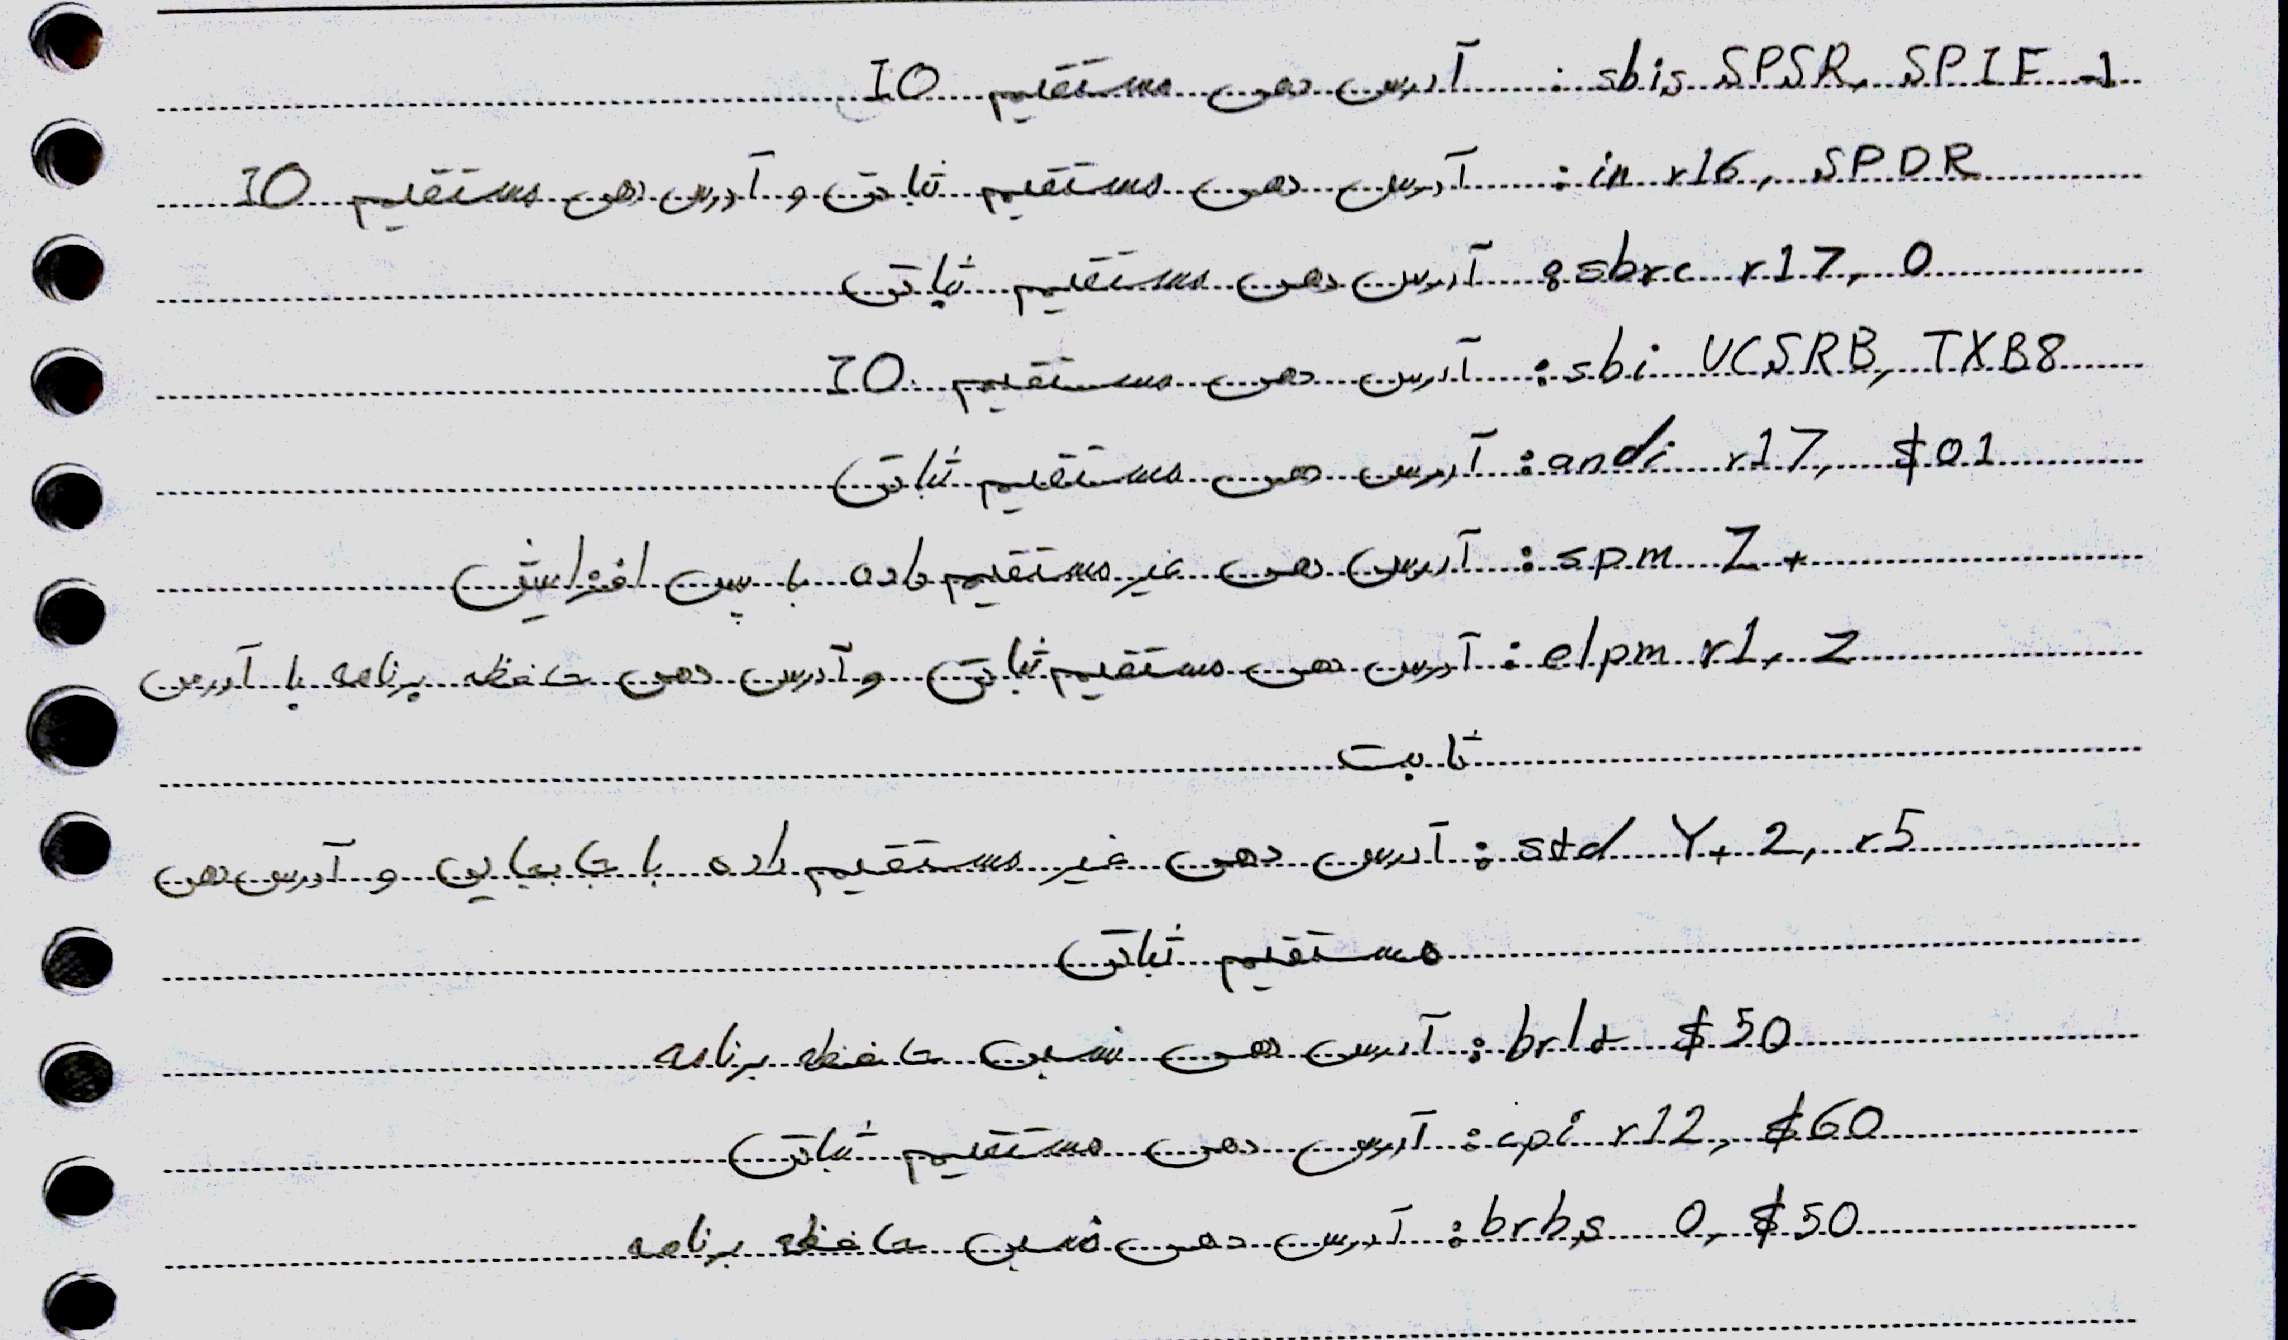 1- sbis SPSR, SPIF : آدرس دهی مستقیم IO
in r16, SPDR : آدرس دهی مستقیم ثباتی و آدرس دهی مستقیم IO
sbrc r17, 0 : آدرس دهی مستقیم ثباتی
sbi UCSRB, TXB8 : آدرس دهی مستقیم IO
andi r17, $01 : آدرس دهی مستقیم ثباتی
spm Z+ : آدرس دهی غیر مستقیم داده با پس افزایشی
elpm r1, Z : آدرس دهی مستقیم ثباتی و آدرس دهی حافظه برنامه با آدرس
ثابت
std Y+2, r5 : آدرس دهی غیر مستقیم داده با جابجایی و آدرس دهی
مستقیم ثباتی
brlt $50 : آدرس دهی نسبی حافظه برنامه
cpi r12, $60 : آدرس دهی مستقیم ثباتی
brbs 0, $50 : آدرس دهی نسبی حافظه برنامه